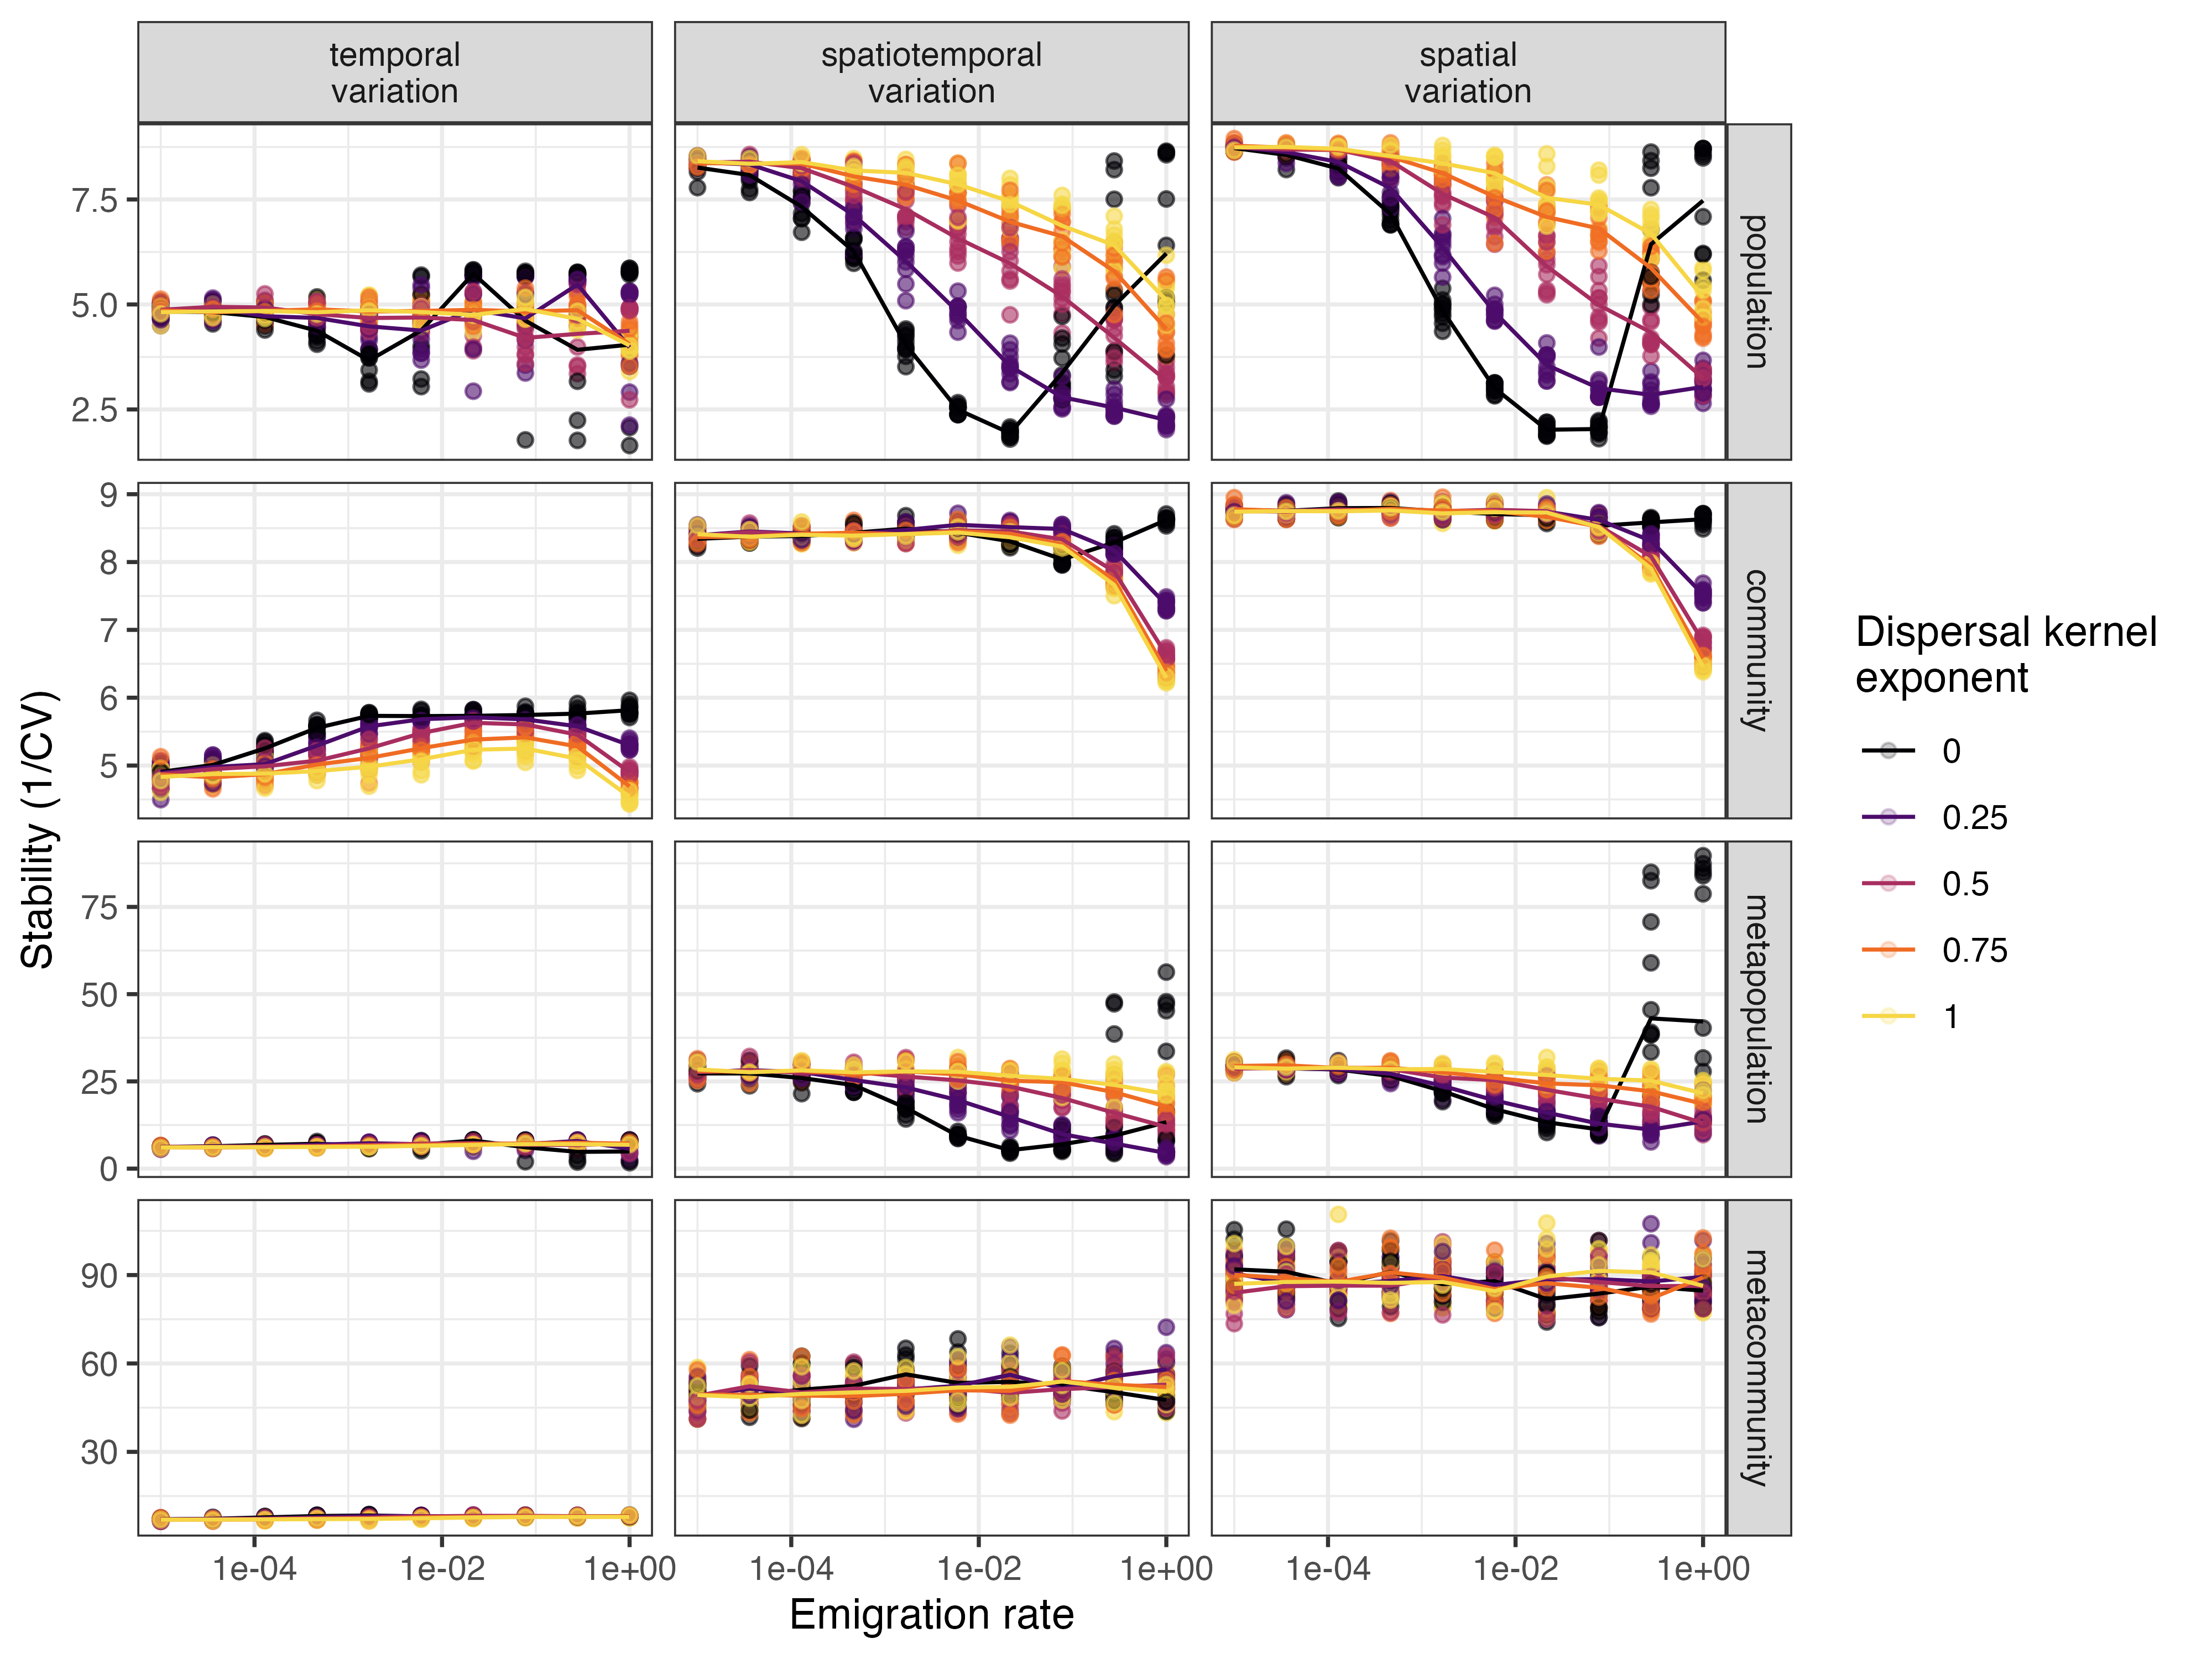 temporal
variation
spatiotemporal
variation
spatial
variation
7.5
5.0
2.5
population
9
8
7
6
5
community
75
50
25
0
metapopulation
90
60
30
metacommunity
Stability (1/CV)
1e-04
1e-02
1e+00
1e-04
1e-02
1e+00
1e-04
1e-02
1e+00
Emigration rate
Dispersal kernel
exponent
0
0.25
0.5
0.75
1